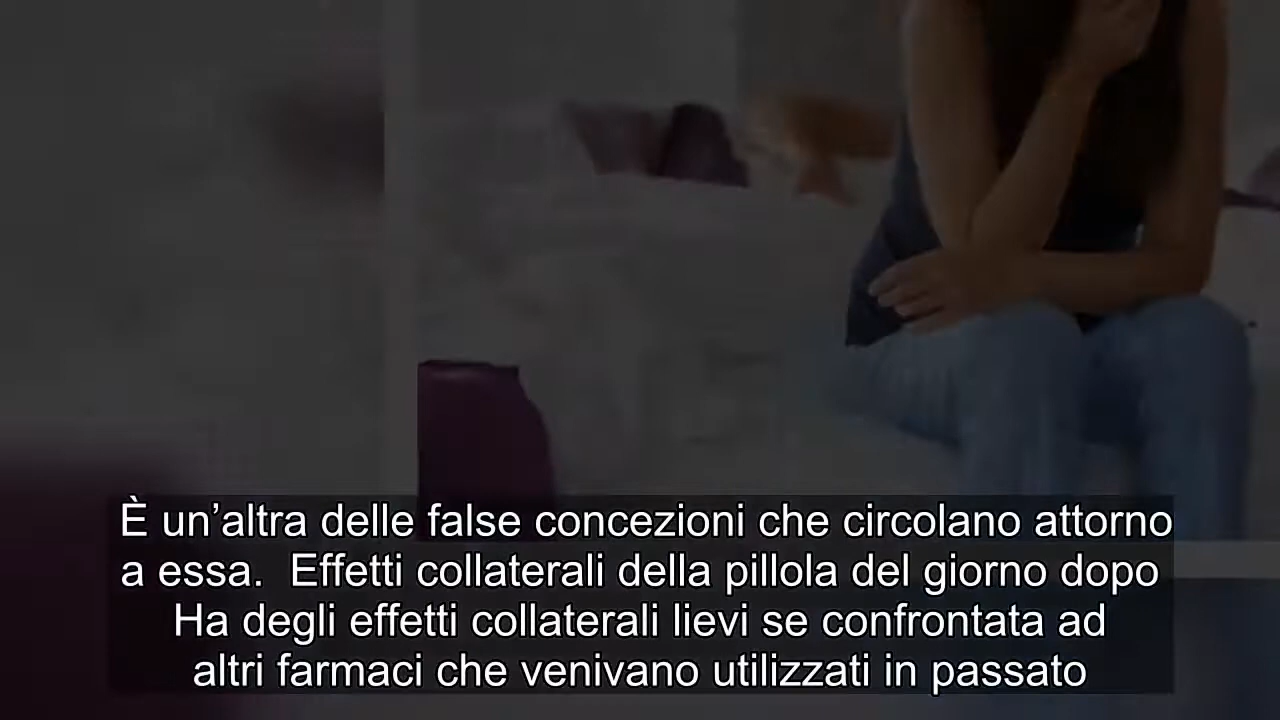 È un’altra delle false concezioni che circolano attorno
a essa.  Effetti collaterali della pillola del giorno dopo
Ha degli effetti collaterali lievi se confrontata ad
altri farmaci che venivano utilizzati in passato